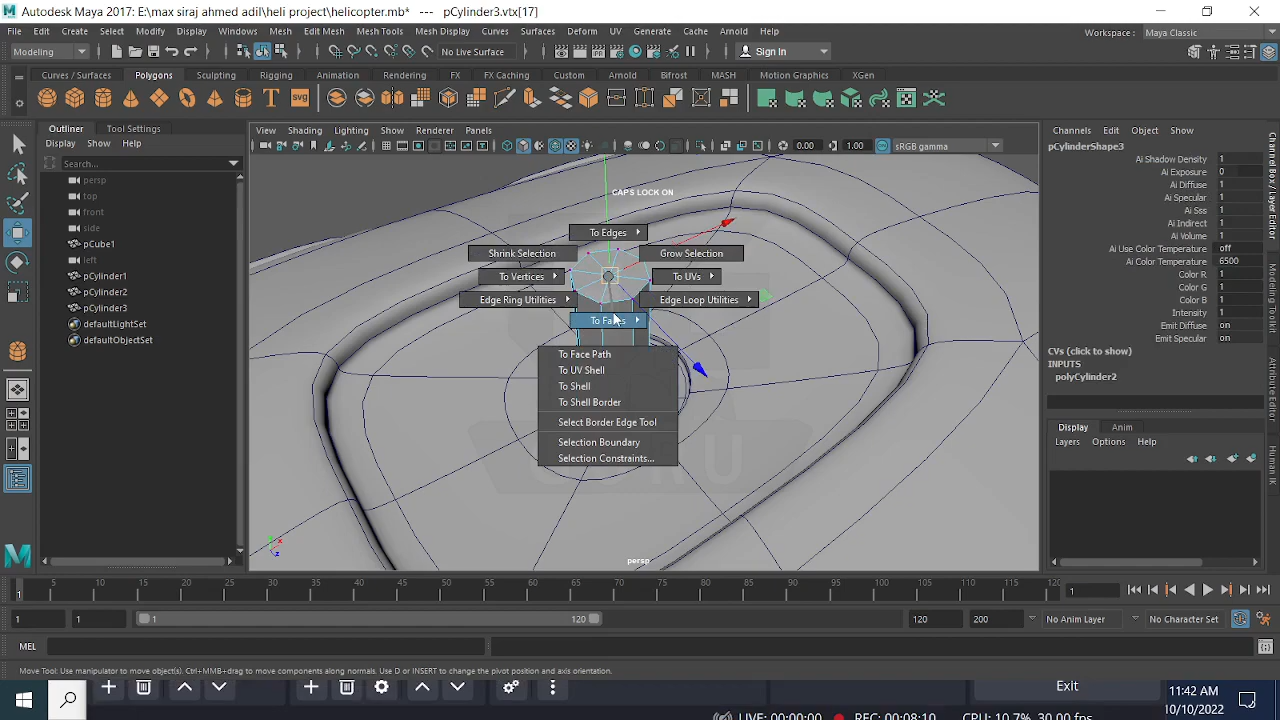 Autodesk Maya 2017: E:\max siraj ahmed adil\heli project\helicopter.mb* --- pCylinder3.vtx[17]
File Edit Create Select Modify Display Windows Mesh Edit Mesh Mesh Tools Mesh Display Curves Surfaces Deform UV Generate Cache Arnold Help Workspace : Maya Classic
Modeling No Live Surface Sign In
Curves / Surfaces Polygons Sculpting Rigging Animation Rendering FX FX Caching Custom Arnold Bifrost MASH Motion Graphics XGen
T svg
Outliner Tool Settings
Display Show Help
Search...
persp
top
front
side
pCube1
left
pCylinder1
pCylinder2
pCylinder3
defaultLightSet
defaultObjectSet
View Shading Lighting Show Renderer Panels
0.00 1.00 sRGB gamma
CAPS LOCK ON
To Edges
Shrink Selection Grow Selection
To Vertices To UVs
Edge Ring Utilities Edge Loop Utilities
To Faces
To Face Path
To UV Shell
To Shell
To Shell Border
Select Border Edge Tool
Selection Boundary
Selection Constraints...
persp
Channels Edit Object Show
pCylinderShape3
Ai Shadow Density 1
Ai Exposure 0
Ai Diffuse 1
Ai Specular 1
Ai Sss 1
Ai Indirect 1
Ai Volume 1
Ai Use Color Temperature off
Ai Color Temperature 6500
Color R 1
Color G 1
Color B 1
Emit Diffuse on
Emit Specular on
CVs (click to show)
INPUTS
polyCylinder2
Display Anim
Layers Options Help
Channel Box / Layer Editor
Modeling Toolkit
Human IK
5 10 15 20 25 30 35 40 45 50 55 60 65 70 75 80 85 90 95 100 105 110 115 120
1 1
1 1 1 120 120 200 No Anim Layer No Character Set
MEL
Move Tool: Use manipulator to move object(s). Ctrl+MMB+drag to move components along normals. Use D or INSERT to change the pivot position and axis orientation.
Exit
11:42 AM
10/10/2022
LIVE: 00:00:00 REC: 00:08:10 CPU: 10.7%, 30.00 fps